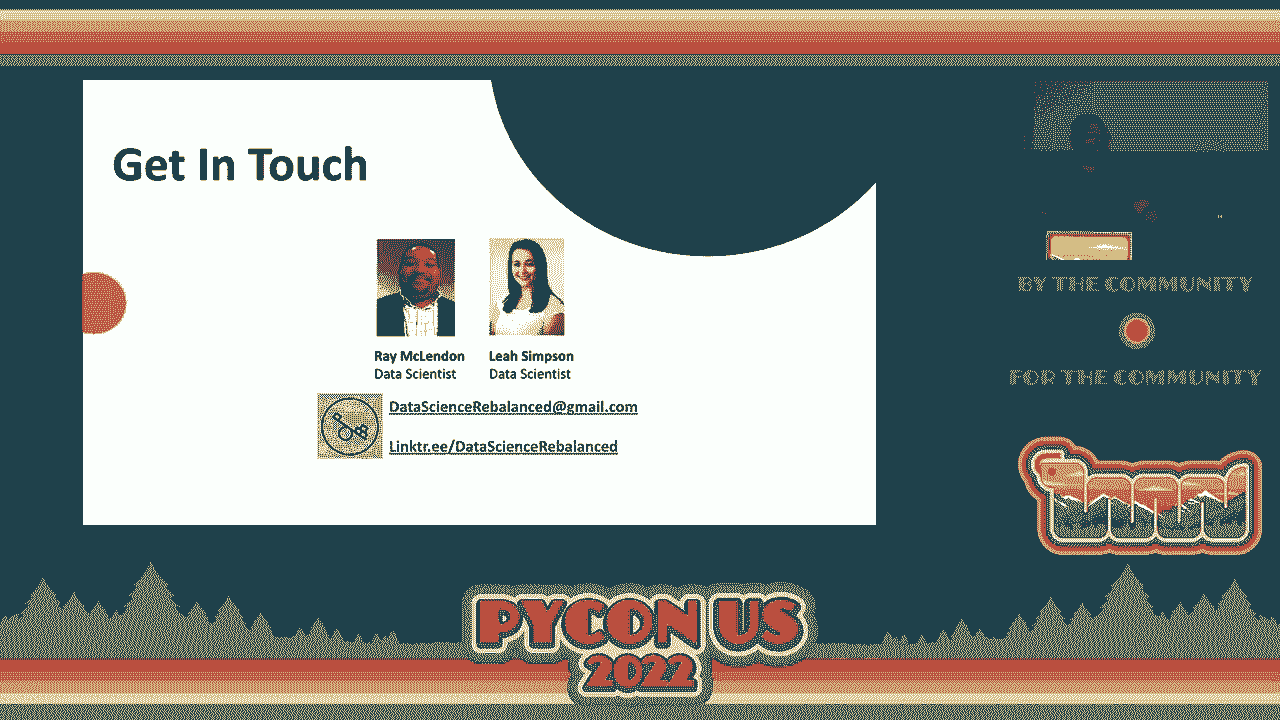 Get In Touch
Ray McLendon
Data Scientist
Leah Simpson
Data Scientist
DataScienceRebalanced@gmail.com
Linktr.ee/DataScienceRebalanced
BY THE COMMUNITY
FOR THE COMMUNITY
PYCON US
2022